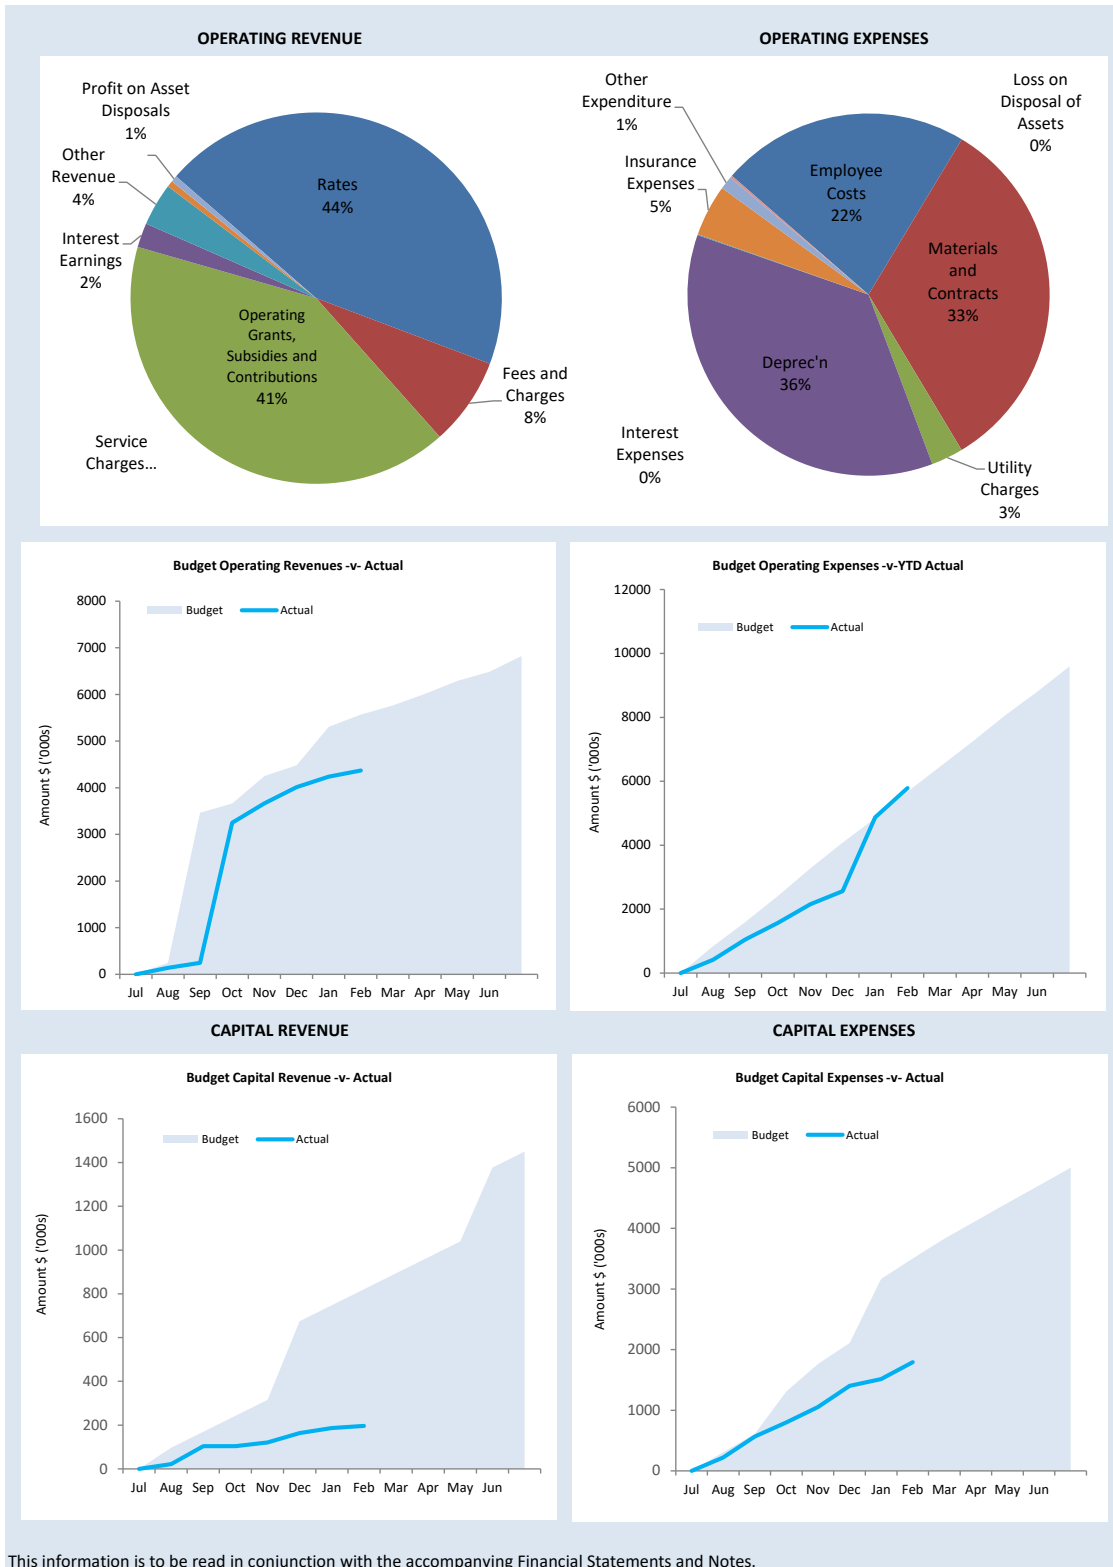 OPERATING REVENUE
OPERATING EXPENSES
Profit on Asset
Disposals
1%
Other
Revenue
4%
Interest
Earnings
2%
Rates
44%
Operating
Grants,
Subsidies and
Contributions
41%
Fees and
Charges
8%
Service
Charges…
Other
Expenditure
1%
Insurance
Expenses
5%
Employee
Costs
22%
Loss on
Disposal of
Assets
0%
Materials
and
Contracts
33%
Deprec'n
36%
Interest
Expenses
0%
Utility
Charges
3%
Budget Operating Revenues -v- Actual
Budget
Actual
Amount $ ('000s)
8000
7000
6000
5000
4000
3000
2000
1000
0
Jul Aug Sep Oct Nov Dec Jan Feb Mar Apr May Jun
Budget Operating Expenses -v-YTD Actual
Budget
Actual
Amount $ ('000s)
12000
10000
8000
6000
4000
2000
0
Jul Aug Sep Oct Nov Dec Jan Feb Mar Apr May Jun
CAPITAL REVENUE
CAPITAL EXPENSES
Budget Capital Revenue -v- Actual
Budget
Actual
Amount $ ('000s)
1600
1400
1200
1000
800
600
400
200
0
Jul Aug Sep Oct Nov Dec Jan Feb Mar Apr May Jun
Budget Capital Expenses -v- Actual
Budget
Actual
Amount $ ('000s)
6000
5000
4000
3000
2000
1000
0
Jul Aug Sep Oct Nov Dec Jan Feb Mar Apr May Jun
This information is to be read in conjunction with the accompanying Financial Statements and Notes.